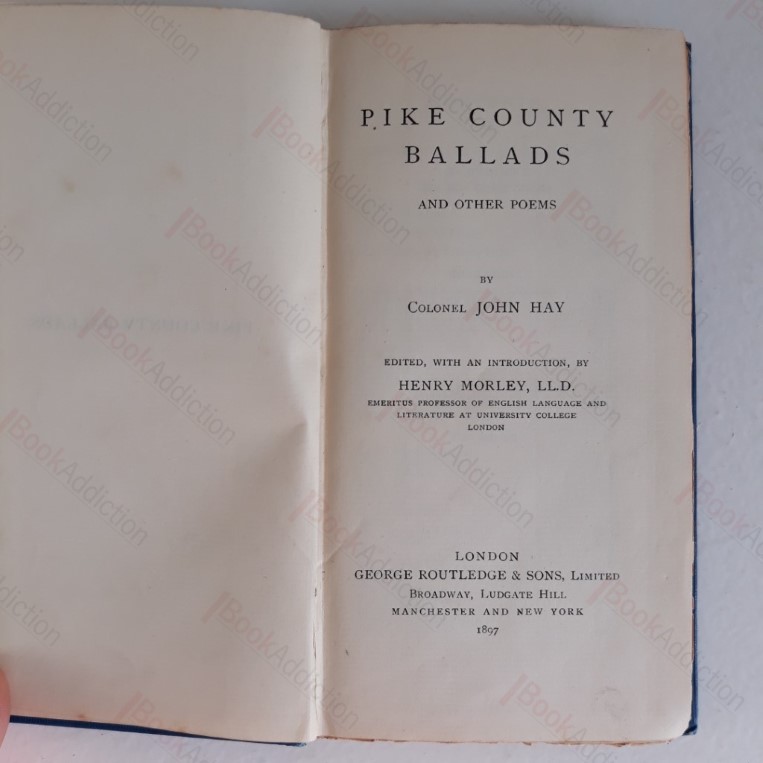 PIKE COUNTY
BALLADS
AND OTHER POEMS
BY
COLONEL JOHN HAY
EDITED, WITH AN INTRODUCTION, BY
HENRY MORLEY, LL.D.
EMERITUS PROFESSOR OF ENGLISH LANGUAGE AND
LITERATURE AT UNIVERSITY COLLEGE
LONDON
LONDON
GEORGE ROUTLEDGE & SONS, LIMITED
BROADWAY, LUDGATE HILL
MANCHESTER AND NEW YORK
1897
BookAddiction